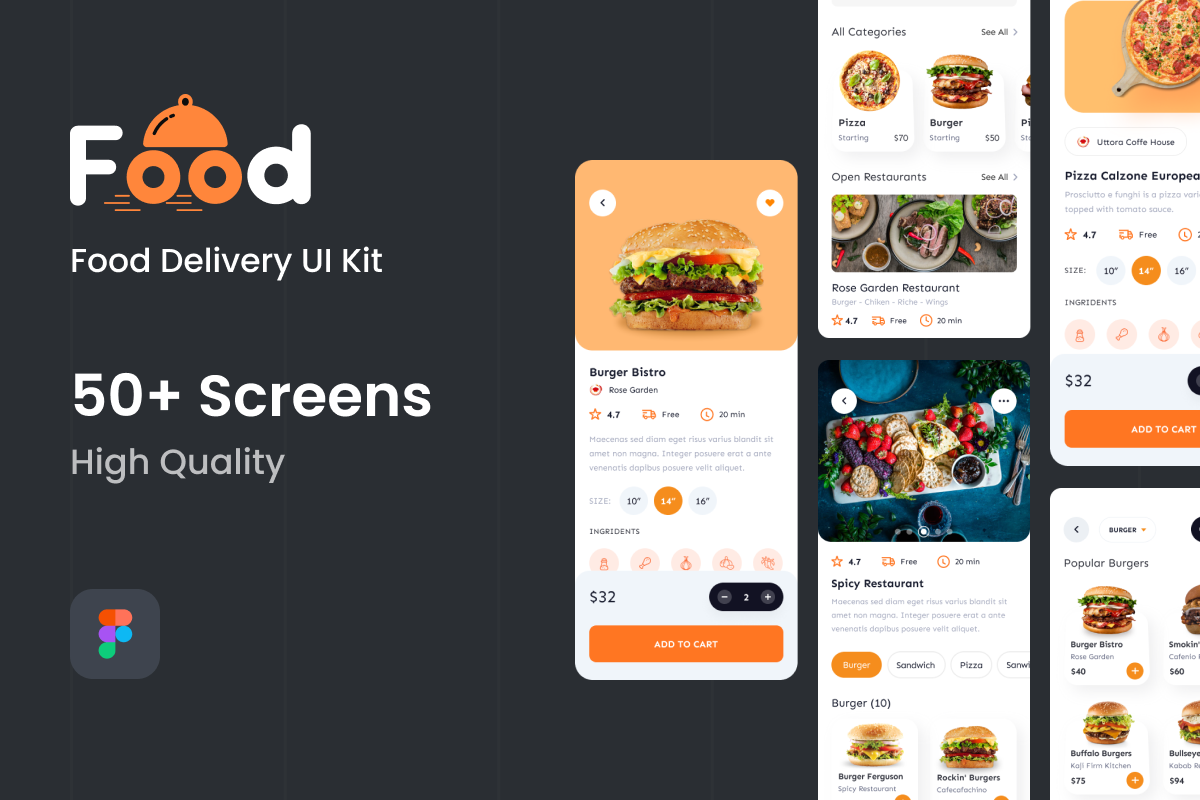 Food
Food Delivery UI Kit
50+ Screens
High Quality
Burger Bistro
Rose Garden
4.7
Free
20 min
Maecenas sed diam eget risus varius blandit sit
amet non magna. Integer posuere erat a ante
venenatis dapibus posuere velit aliquet.
SIZE:
10”
14”
16”
INGRIDENTS
$32
2
ADD TO CART
All Categories
See All
Pizza
Starting
$70
Burger
Starting
$50
Open Restaurants
See All
Rose Garden Restaurant
Burger - Chiken - Riche - Wings
4.7
Free
20 min
4.7
Free
20 min
Spicy Restaurant
Maecenas sed diam eget risus varius blandit sit
amet non magna. Integer posuere erat a ante
venenatis dapibus posuere velit aliquet.
Burger
Sandwich
Pizza
Sanwi
Burger (10)
Burger Ferguson
Spicy Restaurant
Rockin' Burgers
Cafecafachino
Uttora Coffe House
Pizza Calzone Europea
Prosciutto e funghi is a pizza vari
topped with tomato sauce.
4.7
Free
SIZE:
10”
14”
16”
INGRIDENTS
$32
ADD TO CART
BURGER
Popular Burgers
Burger Bistro
Rose Garden
$40
Smokin'
Cafenio
$60
Buffalo Burgers
Kaji Firm Kitchen
$75
Bullseye
Kabab Re
$94